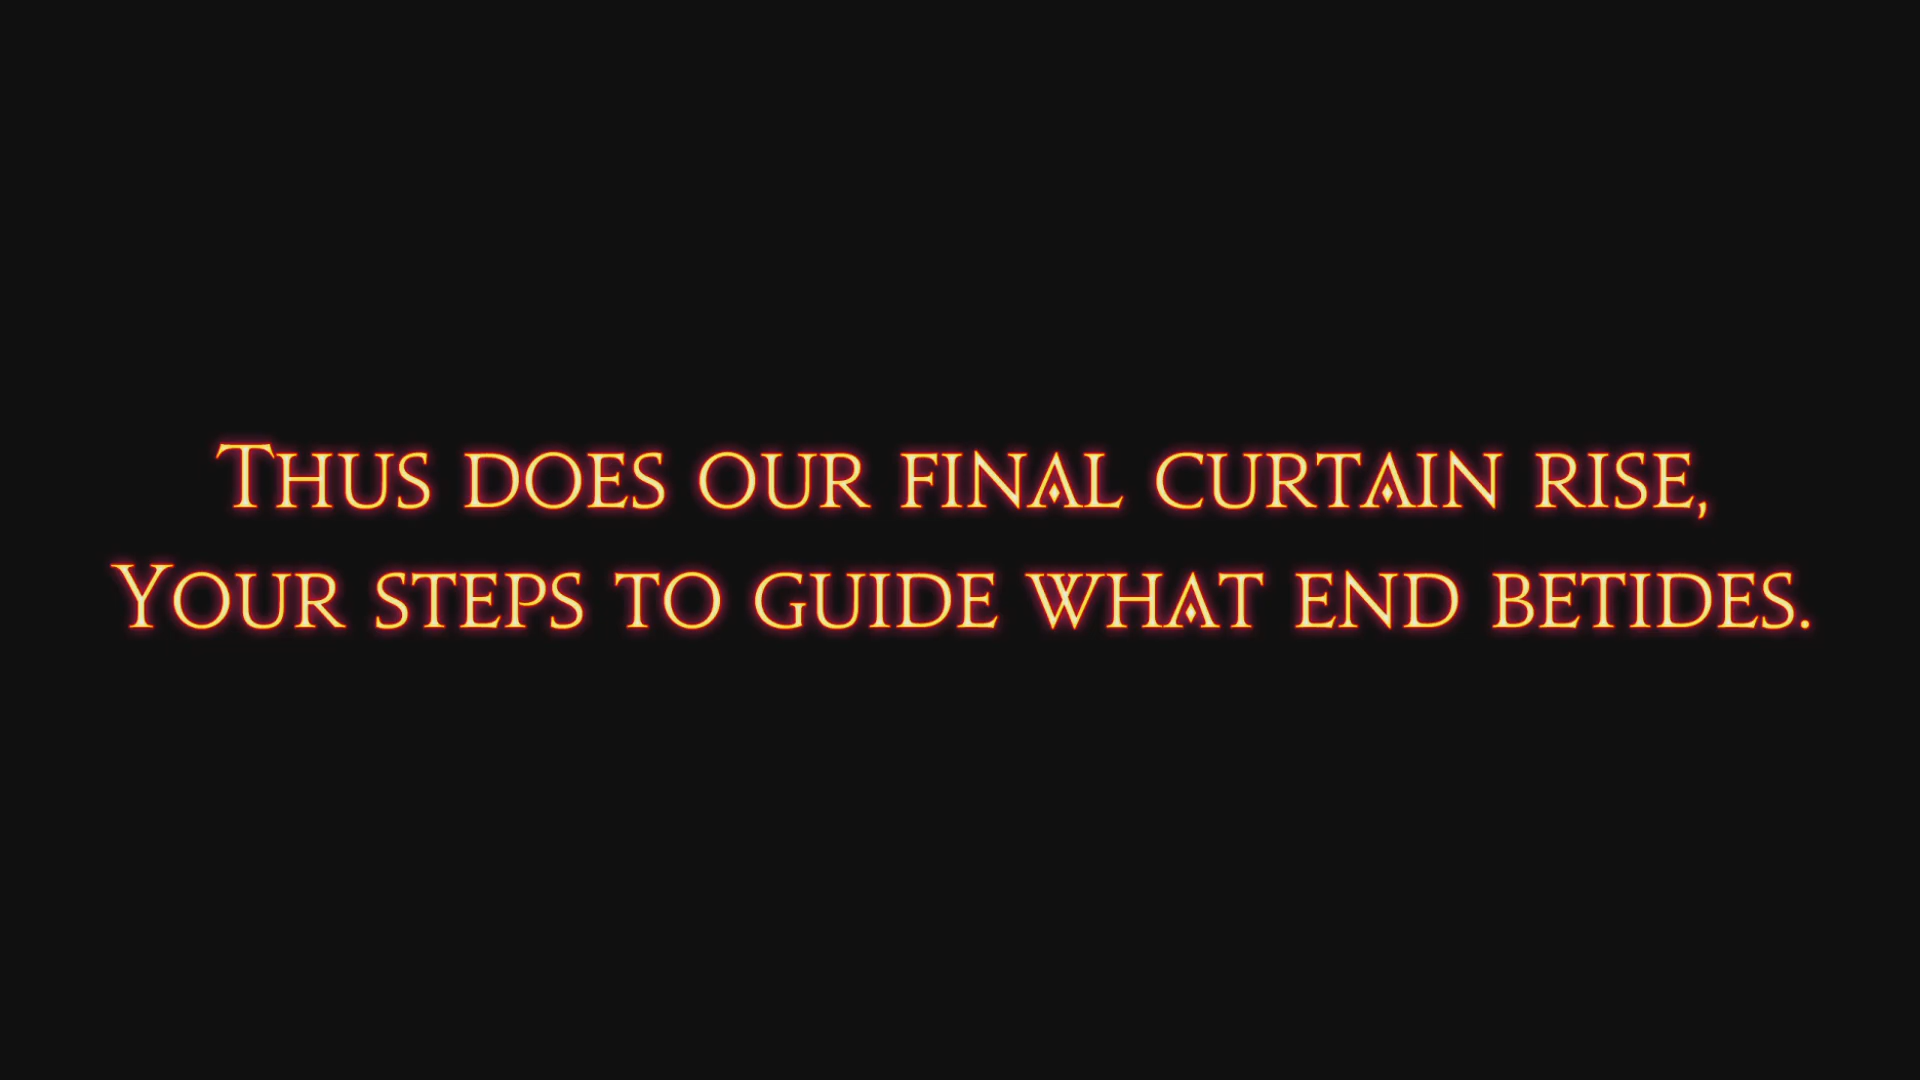 Thus does our final curtain rise,
Your steps to guide what end betides.